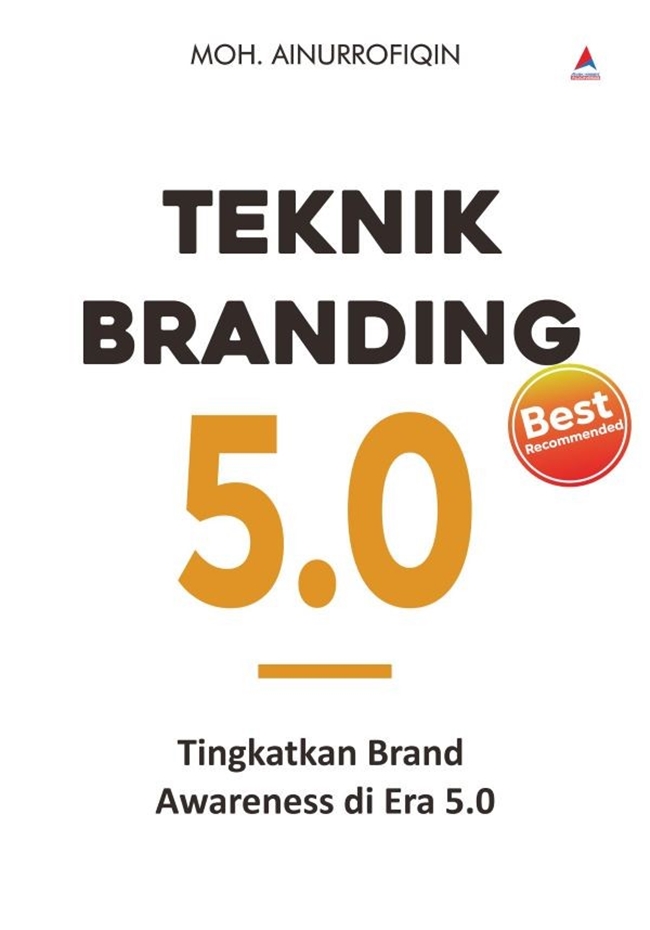 MOH. AINURROFIQIN
TEKNIK
BRANDING
Best
Recommended
5.0
Tingkatkan Brand
Awareness di Era 5.0